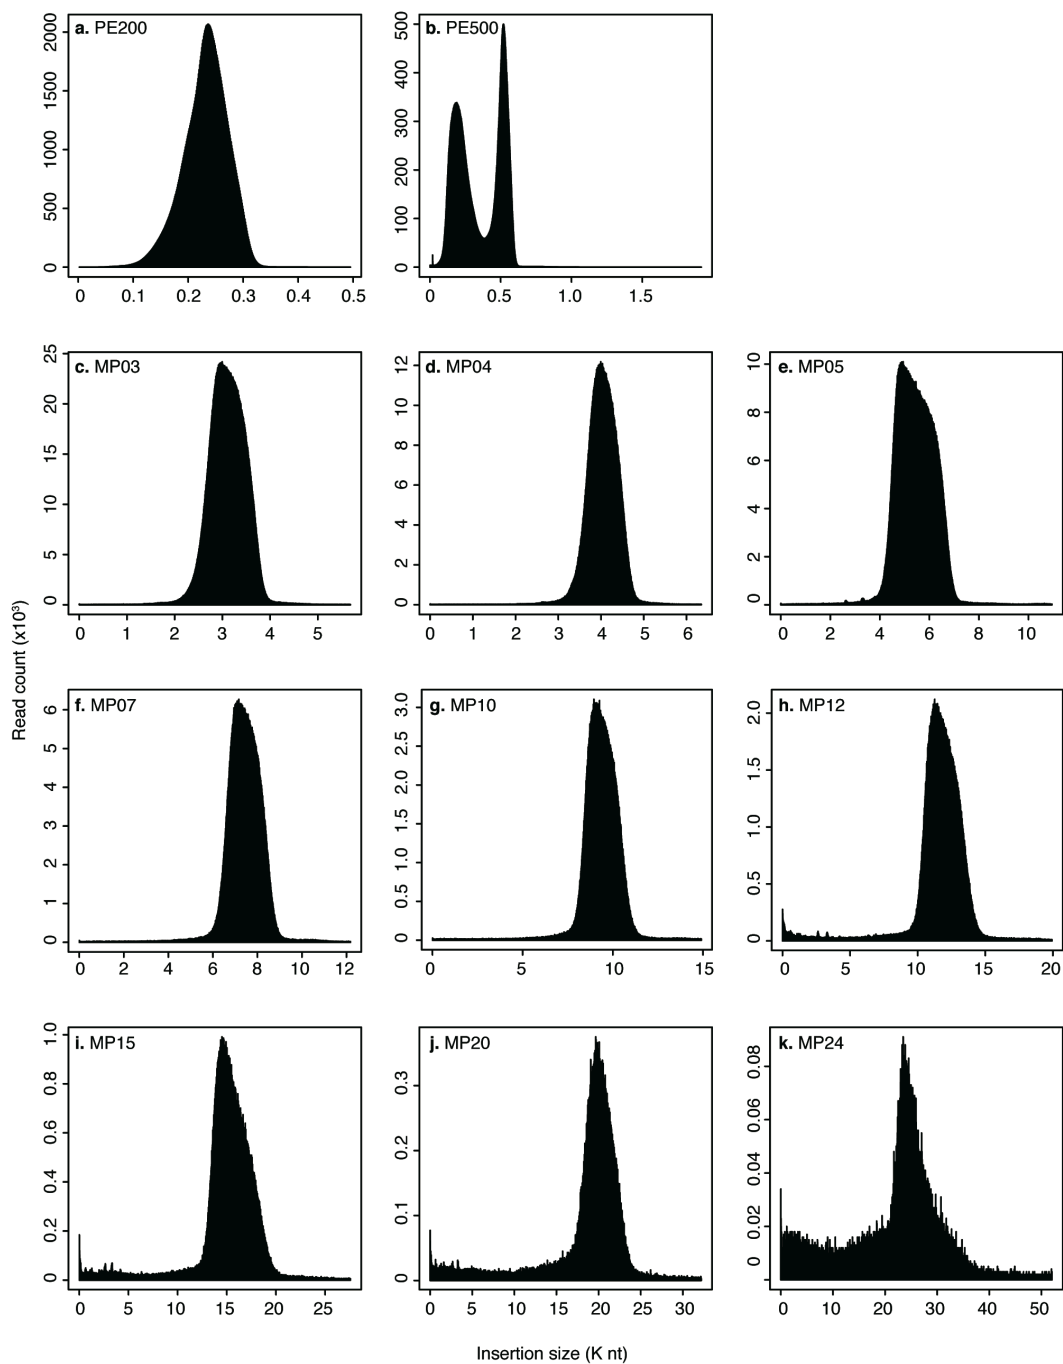 a. PE200
2000
1500
1000
500
0
0 0.1 0.2 0.3 0.4 0.5
b. PE500
500
400
300
200
100
0
0 0.5 1.0 1.5
c. MP03
25
20
15
10
5
0
0 1 2 3 4 5
d. MP04
12
10
8
6
4
2
0
0 1 2 3 4 5 6
e. MP05
10
8
6
4
2
0
0 2 4 6 8 10
Read count (x10³)
f. MP07
6
5
4
3
2
1
0
0 2 4 6 8 10 12
g. MP10
3.0
2.5
2.0
1.5
1.0
0.5
0
0 5 10 15
h. MP12
2.0
1.5
1.0
0.5
0
0 5 10 15 20
i. MP15
1.0
0.8
0.6
0.4
0.2
0
0 5 10 15 20 25
j. MP20
0.3
0.2
0.1
0
0 5 10 15 20 25 30
k. MP24
0.08
0.06
0.04
0.02
0
0 10 20 30 40 50
Insertion size (K nt)